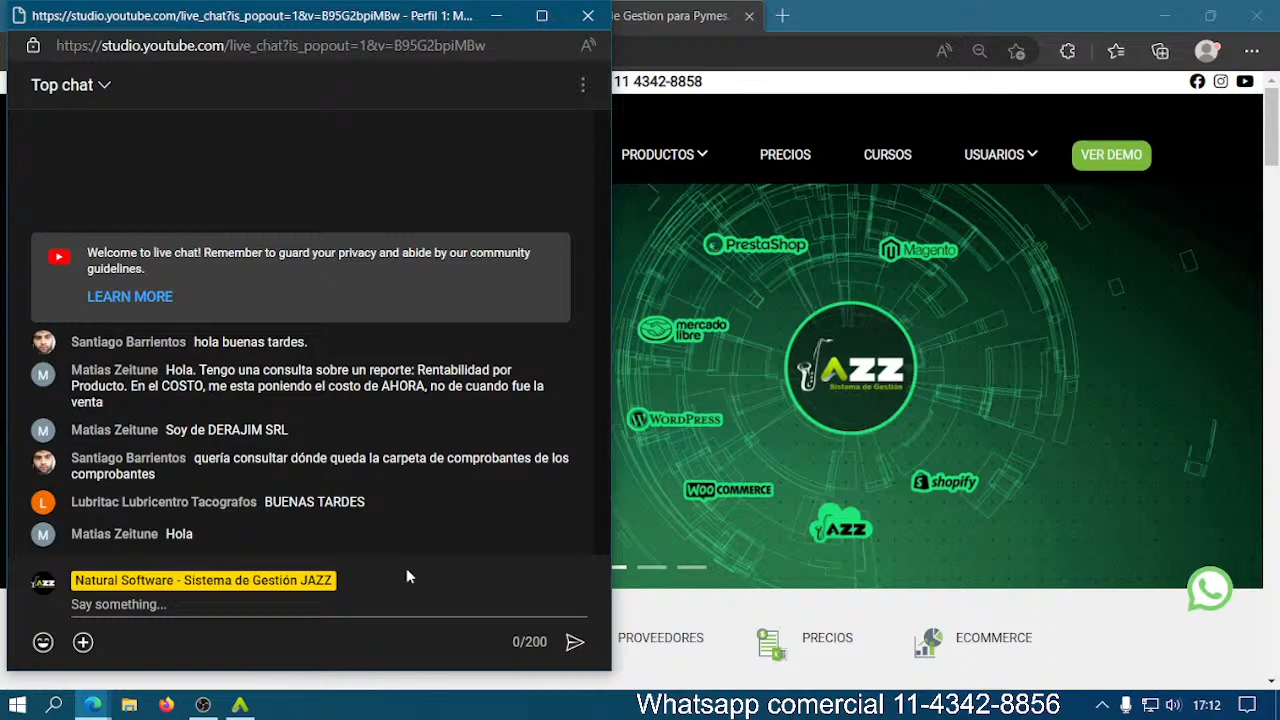 https://studio.youtube.com/live_chat?is_popout=1&v=B95G2bpiMBw - Perfil 1: M...
de Gestion para Pymes.
https://studio.youtube.com/live_chat?is_popout=1&v=B95G2bpiMBw
Top chat
11 4342-8858
PRODUCTOS
PRECIOS
CURSOS
USUARIOS
VER DEMO
Welcome to live chat! Remember to guard your privacy and abide by our community
guidelines.
LEARN MORE
Santiago Barrientos hola buenas tardes.
Matias Zeitune Hola. Tengo una consulta sobre un reporte: Rentabilidad por
Producto. En el COSTO, me esta poniendo el costo de AHORA, no de cuando fue la
venta
Matias Zeitune Soy de DERAJIM SRL
Santiago Barrientos quería consultar dónde queda la carpeta de comprobantes de los
comprobantes
Lubritac Lubricentro Tacografos BUENAS TARDES
Matias Zeitune Hola
JAZZ
Natural Software - Sistema de Gestión JAZZ
Say something...
0/200
PrestaShop
Magento
mercado
libre
JAZZ
Sistema de Gestión
WORDPRESS
WOO COMMERCE
shopify
JAZZ
PROVEEDORES
PRECIOS
ECOMMERCE
Whatsapp comercial 11-4342-8856
17:12